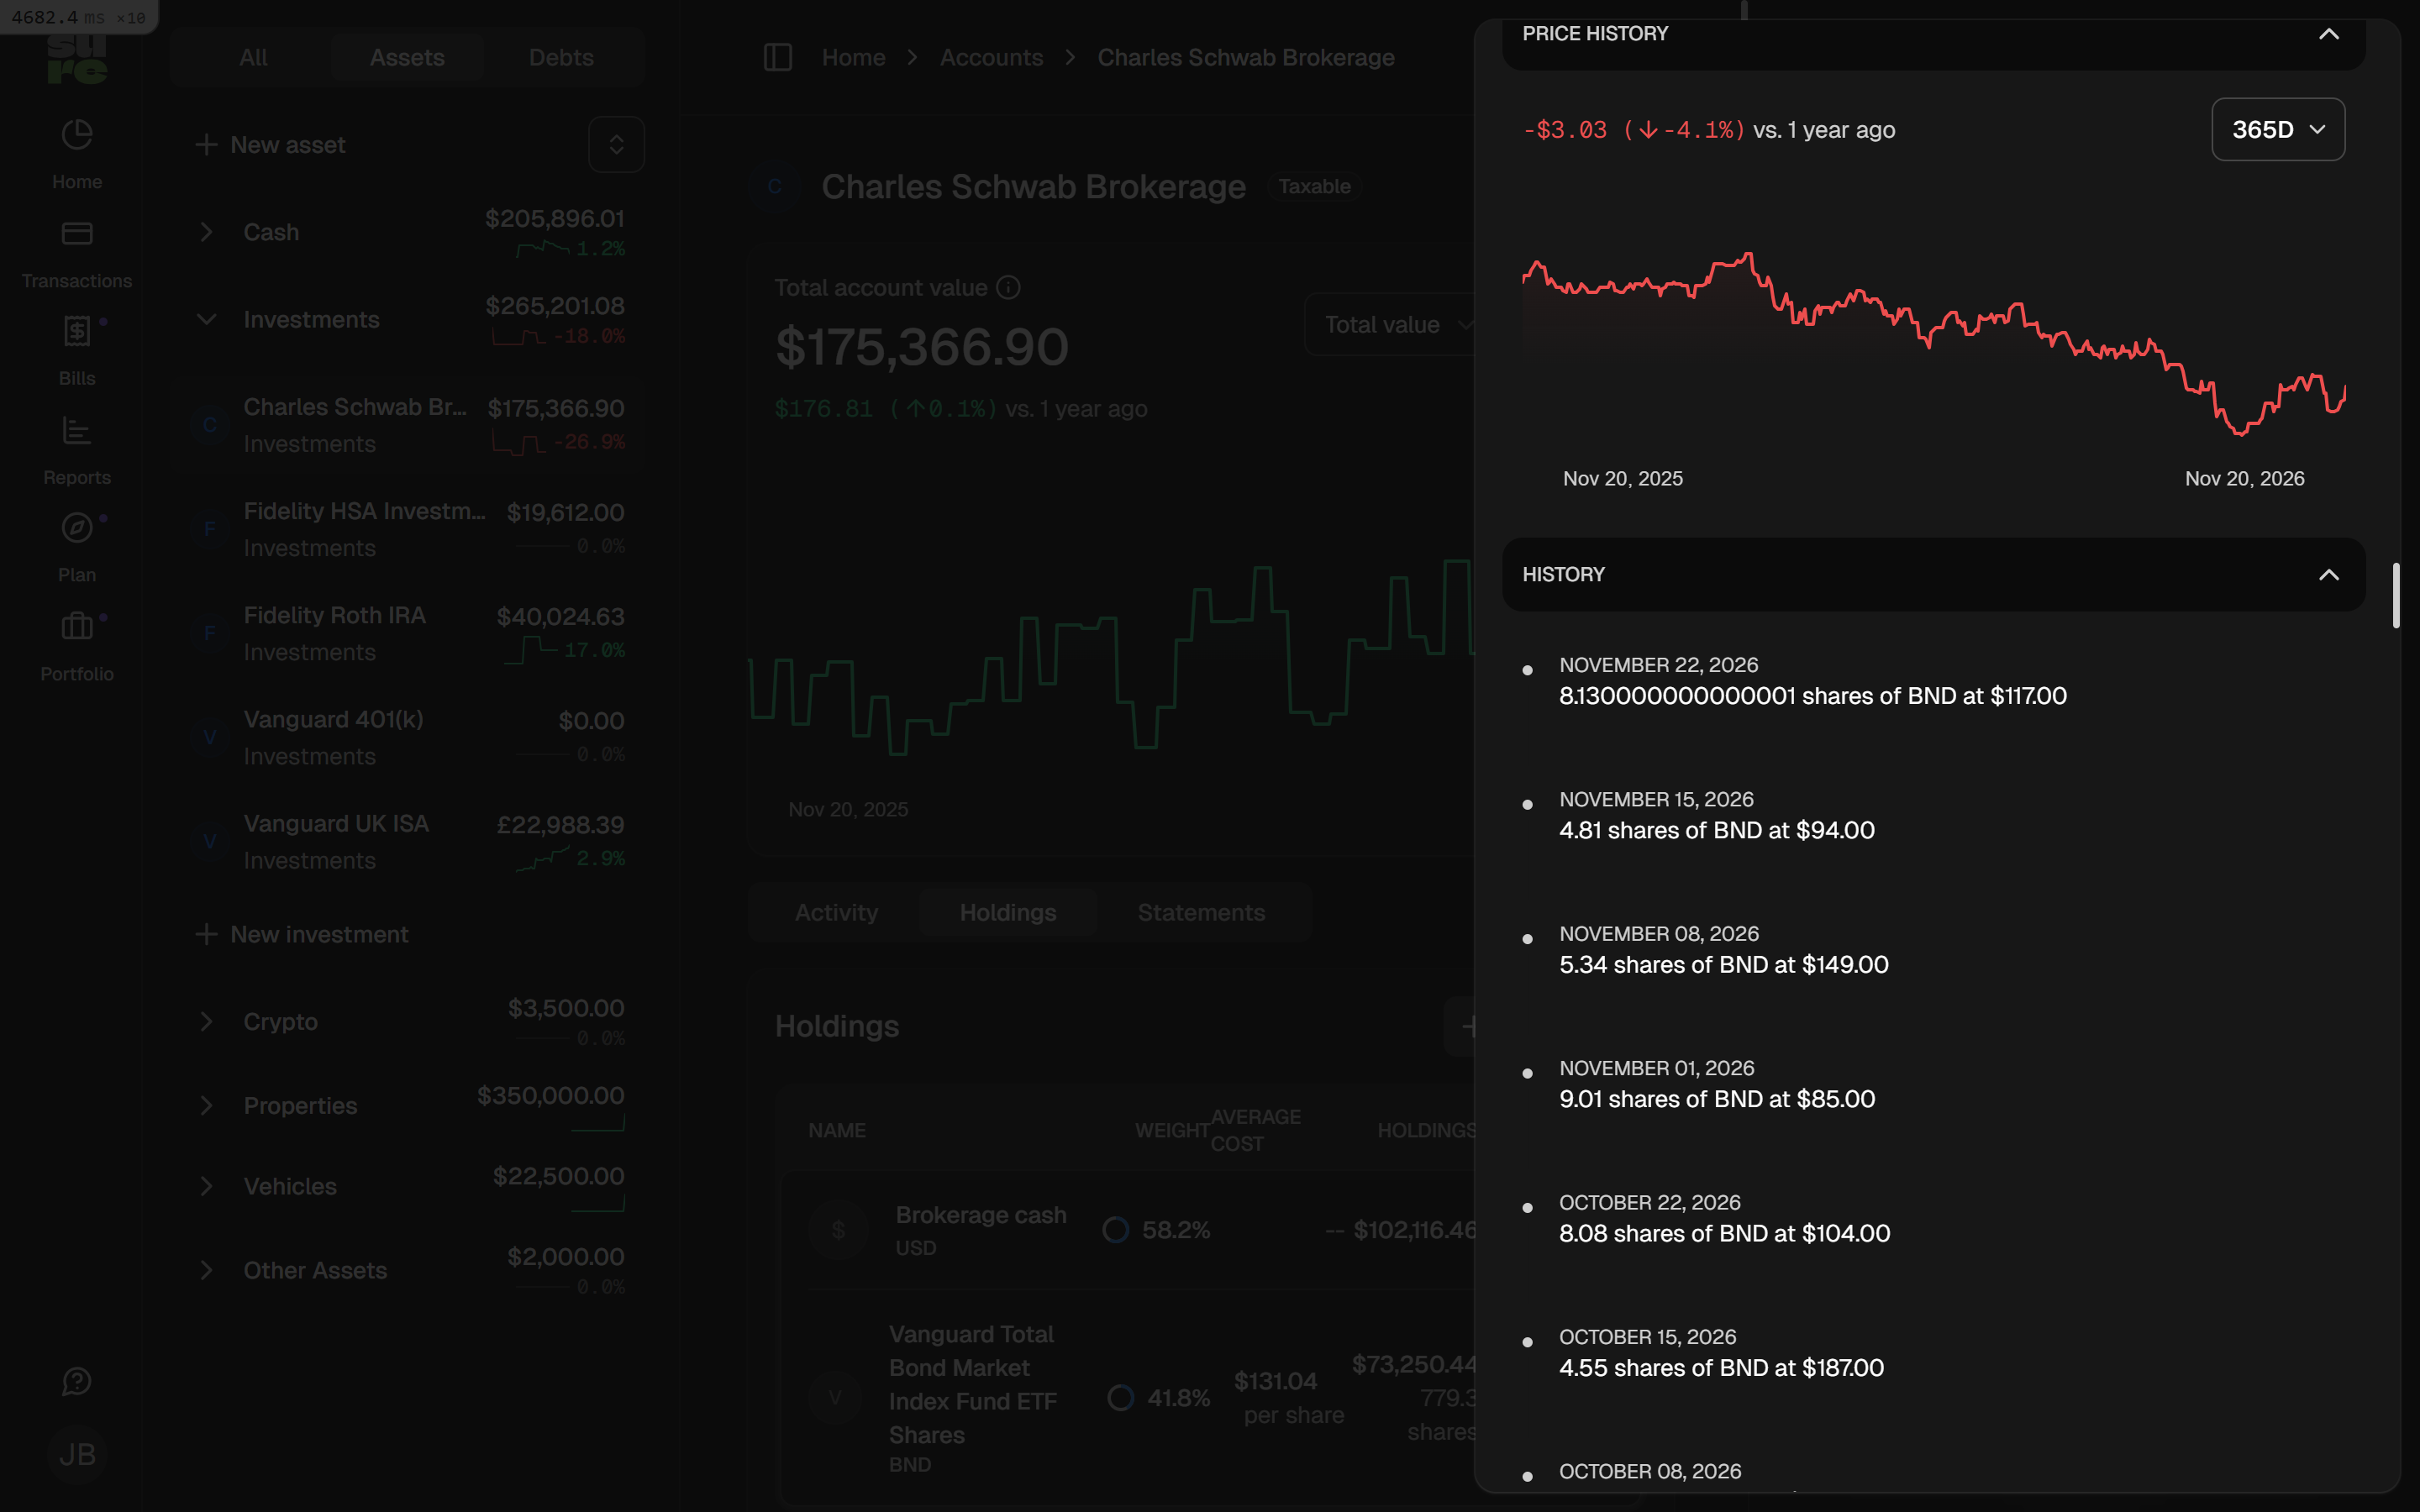 4682.4 ms ×10
sure
Home
Transactions
Bills
Reports
Plan
Portfolio
JB
All
Assets
Debts
New asset
Cash
$205,896.01
1.2%
Investments
$265,201.08
-18.0%
Charles Schwab Br...
$175,366.90
Investments
-26.9%
Fidelity HSA Investm...
$19,612.00
Investments
0.0%
Fidelity Roth IRA
$40,024.63
Investments
17.0%
Vanguard 401(k)
$0.00
Investments
0.0%
Vanguard UK ISA
£22,988.39
Investments
2.9%
New investment
Crypto
$3,500.00
0.0%
Properties
$350,000.00
Vehicles
$22,500.00
Other Assets
$2,000.00
0.0%
Home > Accounts > Charles Schwab Brokerage
C
Charles Schwab Brokerage
Taxable
Total account value
$175,366.90
$176.81 (↑0.1%) vs. 1 year ago
Total value
Nov 20, 2025
Activity
Holdings
Statements
Holdings
NAME
WEIGHT
AVERAGE COST
HOLDINGS
$
Brokerage cash
USD
58.2%
--
$102,116.46
V
Vanguard Total
Bond Market
Index Fund ETF
Shares
BND
41.8%
$131.04
per share
$73,250.44
779.3
shares
PRICE HISTORY
-$3.03 (↓-4.1%) vs. 1 year ago
365D
Nov 20, 2025
Nov 20, 2026
HISTORY
NOVEMBER 22, 2026
8.130000000000001 shares of BND at $117.00
NOVEMBER 15, 2026
4.81 shares of BND at $94.00
NOVEMBER 08, 2026
5.34 shares of BND at $149.00
NOVEMBER 01, 2026
9.01 shares of BND at $85.00
OCTOBER 22, 2026
8.08 shares of BND at $104.00
OCTOBER 15, 2026
4.55 shares of BND at $187.00
OCTOBER 08, 2026